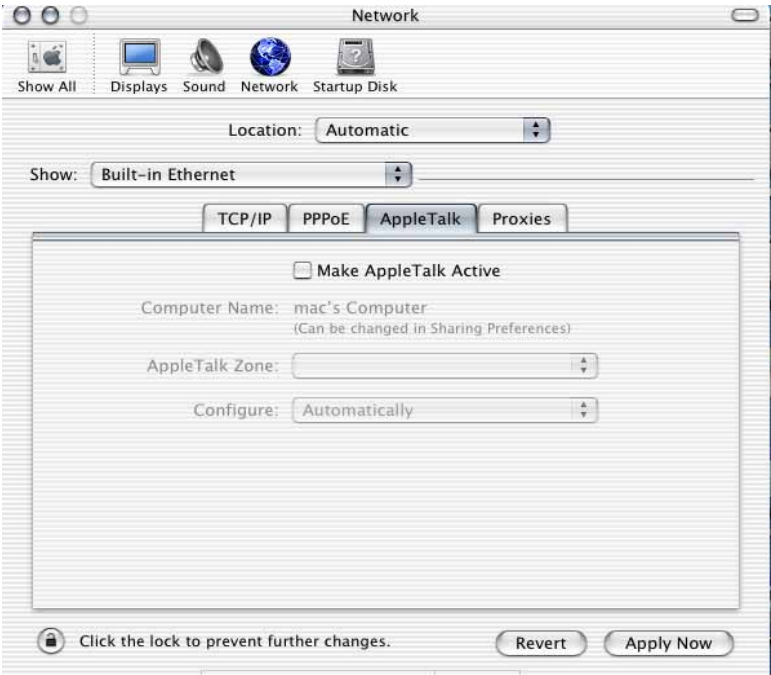 Network
Show All Displays Sound Network Startup Disk
Location: Automatic
Show: Built-in Ethernet
TCP/IP PPPoE AppleTalk Proxies
Make AppleTalk Active
Computer Name: mac's Computer
(Can be changed in Sharing Preferences)
AppleTalk Zone:
Configure: Automatically
Click the lock to prevent further changes. Revert Apply Now